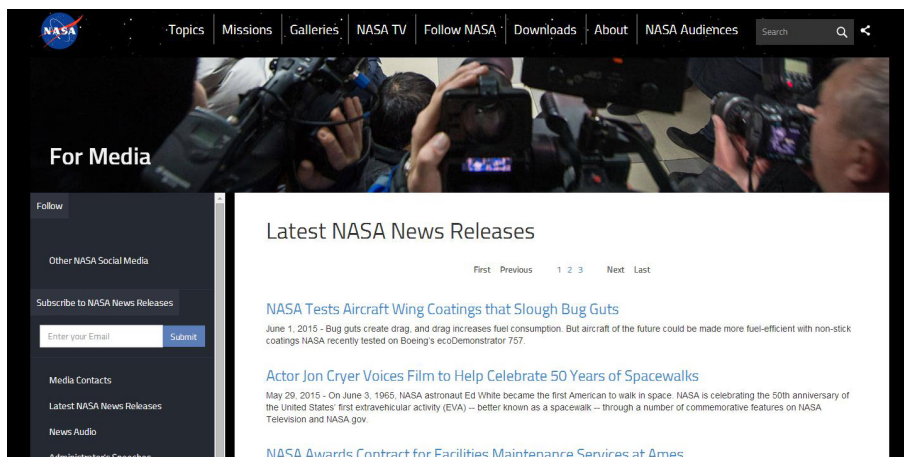 NASA
Topics
Missions
Galleries
NASA TV
Follow NASA
Downloads
About
NASA Audiences
Search
For Media
Follow
Other NASA Social Media
Subscribe to NASA News Releases
Enter your Email
Submit
Media Contacts
Latest NASA News Releases
News Audio
Administrator's Speeches
Latest NASA News Releases
First Previous 1 2 3 Next Last
NASA Tests Aircraft Wing Coatings that Slough Bug Guts
June 1, 2015 - Bug guts create drag, and drag increases fuel consumption. But aircraft of the future could be made more fuel-efficient with non-stick
coatings NASA recently tested on Boeing's ecoDemonstrator 757.
Actor Jon Cryer Voices Film to Help Celebrate 50 Years of Spacewalks
May 29, 2015 - On June 3, 1965, NASA astronaut Ed White became the first American to walk in space. NASA is celebrating the 50th anniversary of
the United States' first extravehicular activity (EVA) -- better known as a spacewalk -- through a number of commemorative features on NASA
Television and NASA.gov.
NASA Awards Contract for Facilities Maintenance Services at Ames